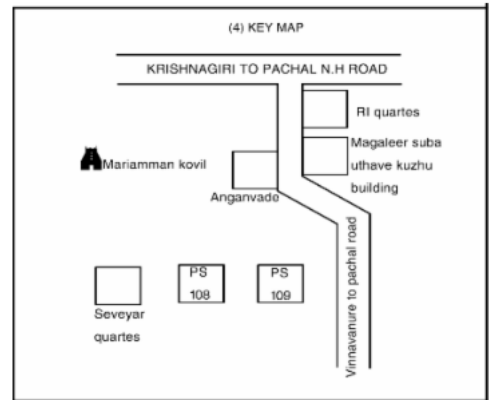 (4) KEY MAP
KRISHNAGIRI TO PACHAL N.H ROAD
RI quartes
Magaleer suba
uthave kuzhu
building
Mariamman kovil
Anganvade
Vinnavanure to pachal road
PS
108
PS
109
Seveyar
quartes